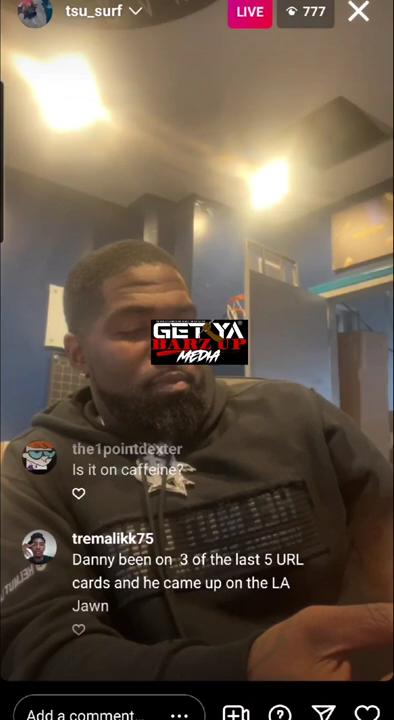 tsu_surf
LIVE
777
GET YA
BARZ UP
MEDIA
the1pointdexter
Is it on caffeine?
tremalikk75
Danny been on 3 of the last 5 URL
cards and he came up on the LA
Jawn
Add a comment...